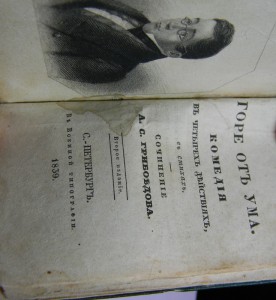 ГОРЕ ОТЪ УМА.
КОМЕДІЯ
ВЪ ЧЕТЫРЕХЪ ДѢЙСТВІЯХЪ,
въ стихахъ.
СОЧИНЕНІЕ
А. С. ГРИБОѢДОВА.
Второе изданіе.
С.-ПЕТЕРБУРГЪ.
Въ Военной типографіи.
1839.